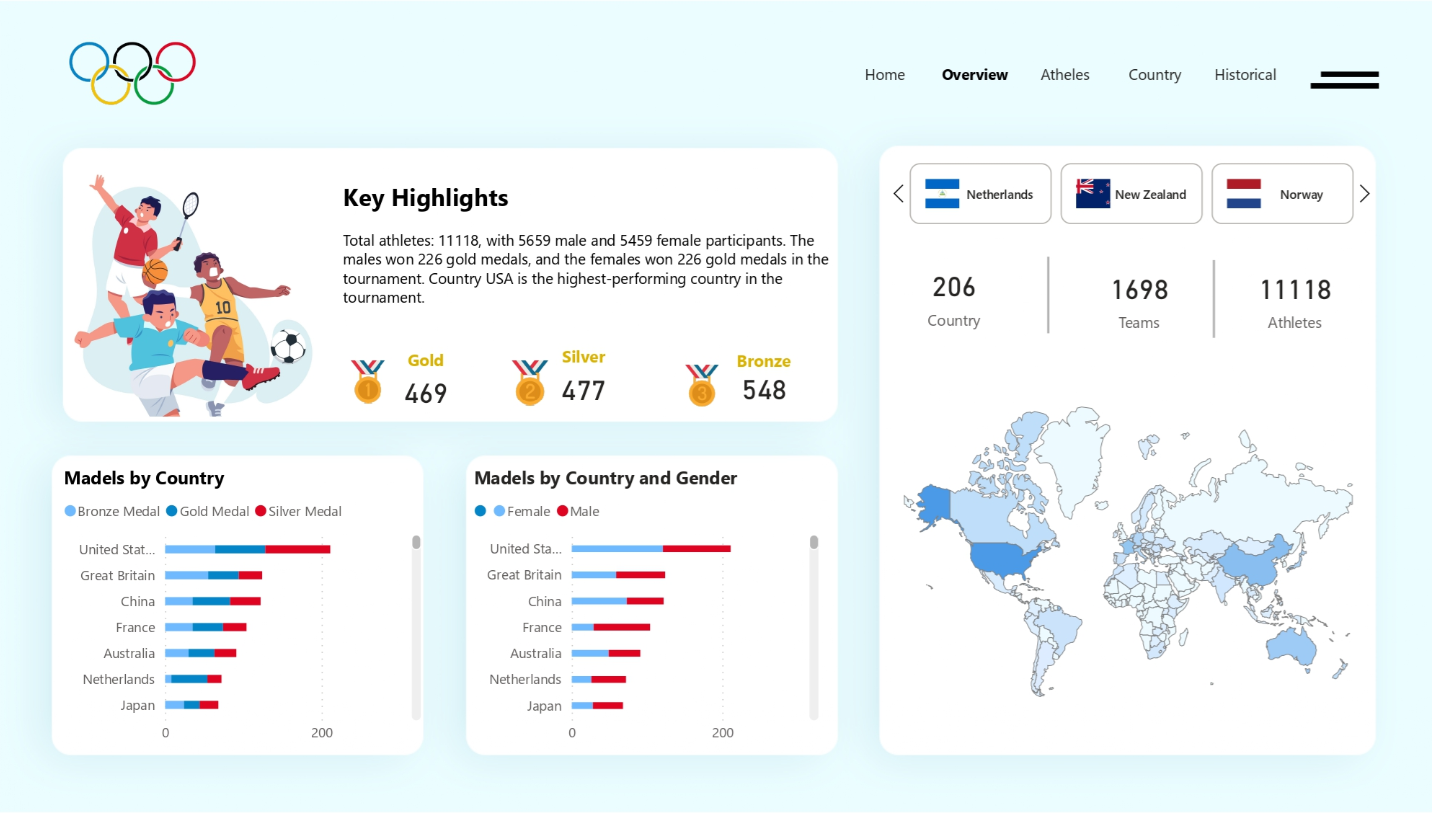 Home Overview Atheles Country Historical
Key Highlights
Total athletes: 11118, with 5659 male and 5459 female participants. The
males won 226 gold medals, and the females won 226 gold medals in the
tournament. Country USA is the highest-performing country in the
tournament.
10
1
Gold
469
2
Silver
477
3
Bronze
548
Netherlands
New Zealand
Norway
206
Country
1698
Teams
11118
Athletes
Madels by Country
Bronze Medal Gold Medal Silver Medal
United Stat...
Great Britain
China
France
Australia
Netherlands
Japan
0 200
Madels by Country and Gender
Female Male
United Sta...
Great Britain
China
France
Australia
Netherlands
Japan
0 200